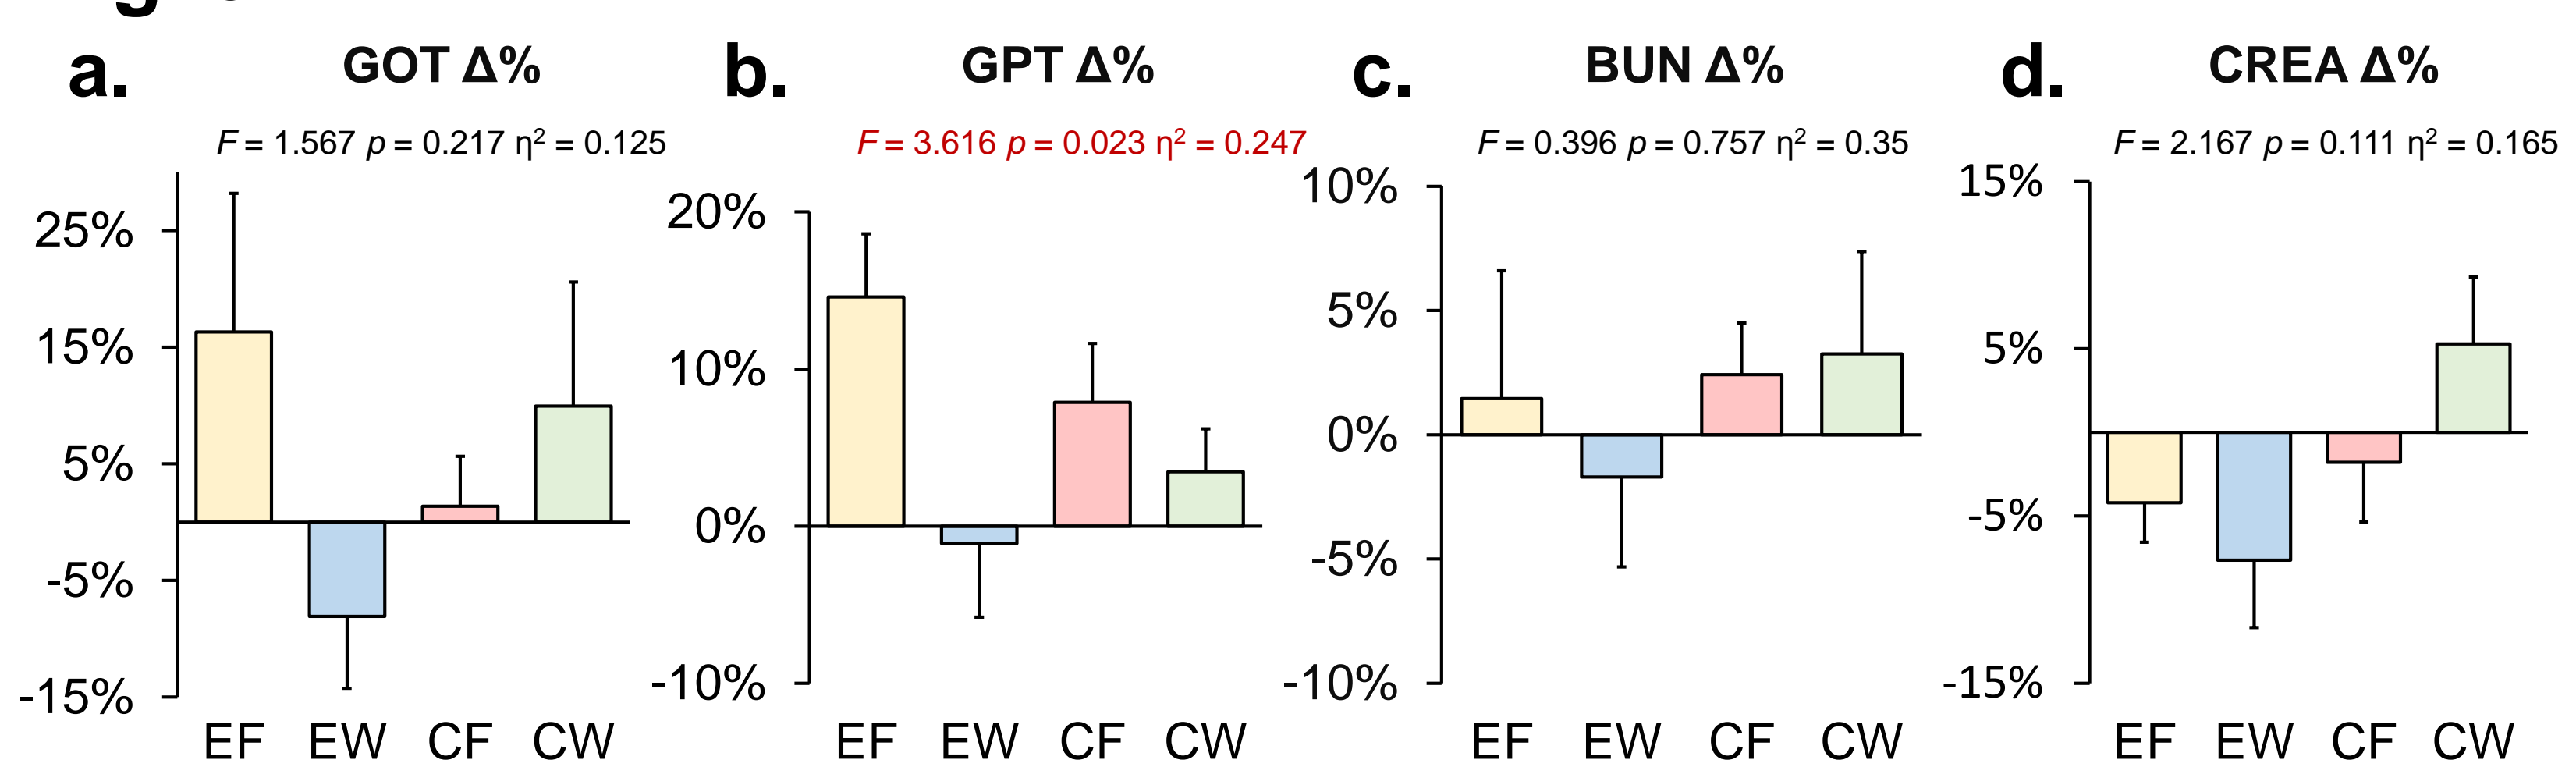 a. GOT Δ% b. GPT Δ% c. BUN Δ% d. CREA Δ%
F = 1.567 p = 0.217 η² = 0.125
F = 3.616 p = 0.023 η² = 0.247
F = 0.396 p = 0.757 η² = 0.35
F = 2.167 p = 0.111 η² = 0.165
25%
15%
5%
-5%
-15%
EF EW CF CW
20%
10%
0%
-10%
EF EW CF CW
10%
5%
0%
-5%
-10%
EF EW CF CW
15%
5%
-5%
-15%
EF EW CF CW